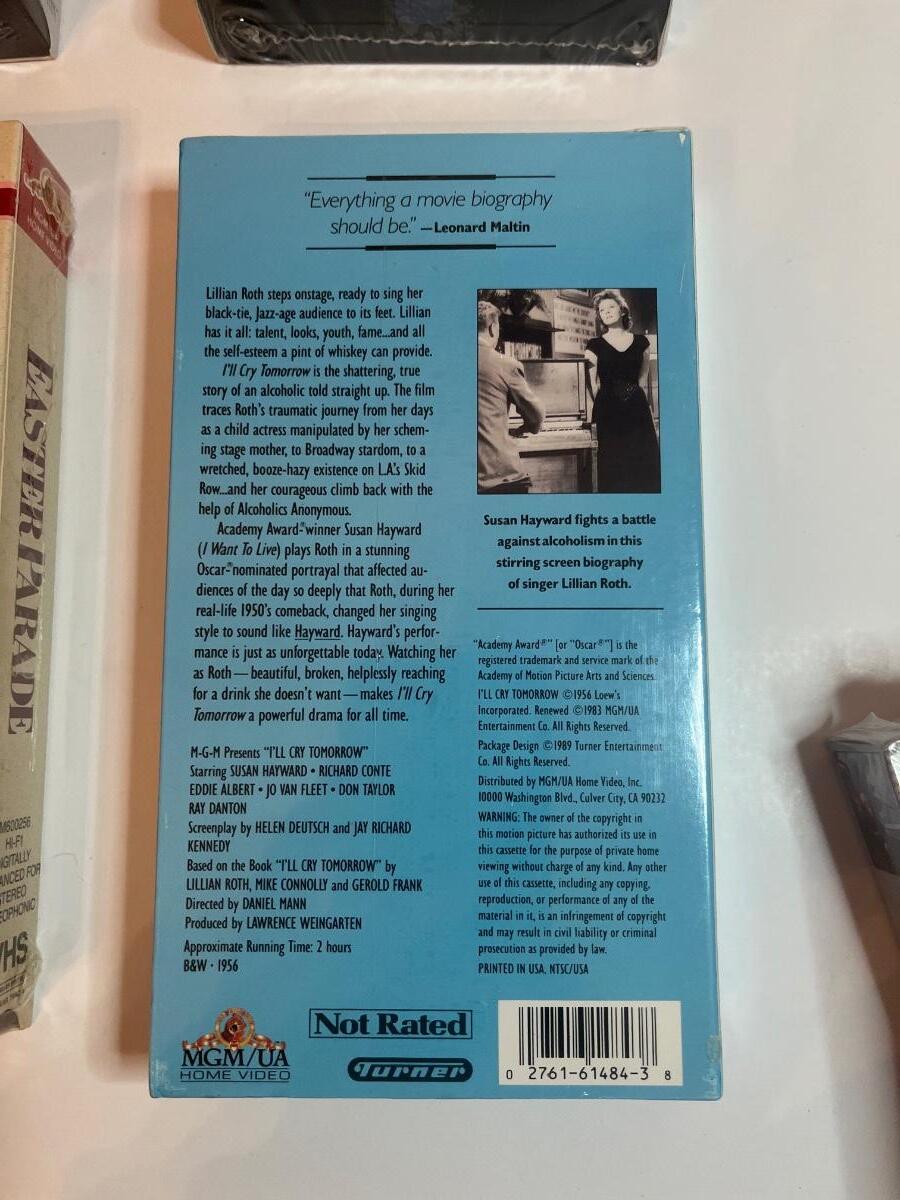 "Everything a movie biography
should be." —Leonard Maltin
Lillian Roth steps onstage, ready to sing her
black-tie, Jazz-age audience to its feet. Lillian
has it all: talent, looks, youth, fame...and all
the self-esteem a pint of whiskey can provide.
I'll Cry Tomorrow is the shattering, true
story of an alcoholic told straight up. The film
traces Roth's traumatic journey from her days
as a child actress manipulated by her schem-
ing stage mother, to Broadway stardom, to a
wretched, booze-hazy existence on L.A.'s Skid
Row...and her courageous climb back with the
help of Alcoholics Anonymous.
Academy Award®winner Susan Hayward
(I Want To Live) plays Roth in a stunning
Oscar®nominated portrayal that affected au-
diences of the day so deeply that Roth, during her
real-life 1950's comeback, changed her singing
style to sound like Hayward. Hayward's perfor-
mance is just as unforgettable today. Watching her
as Roth — beautiful, broken, helplessly reaching
for a drink she doesn't want — makes I'll Cry
Tomorrow a powerful drama for all time.
M-G-M Presents "I'LL CRY TOMORROW"
Starring SUSAN HAYWARD • RICHARD CONTE
EDDIE ALBERT • JO VAN FLEET • DON TAYLOR
RAY DANTON
Screenplay by HELEN DEUTSCH and JAY RICHARD
KENNEDY
Based on the Book "I'LL CRY TOMORROW" by
LILLIAN ROTH, MIKE CONNOLLY and GEROLD FRANK
Directed by DANIEL MANN
Produced by LAWRENCE WEINGARTEN
Approximate Running Time: 2 hours
B&W • 1956
Susan Hayward fights a battle
against alcoholism in this
stirring screen biography
of singer Lillian Roth.
"Academy Award®" [or "Oscar®"] is the
registered trademark and service mark of the
Academy of Motion Picture Arts and Sciences.
I'LL CRY TOMORROW ©1956 Loew's
Incorporated. Renewed ©1983 MGM/UA
Entertainment Co. All Rights Reserved.
Package Design ©1989 Turner Entertainment
Co. All Rights Reserved.
Distributed by MGM/UA Home Video, Inc.
10000 Washington Blvd., Culver City, CA 90232
WARNING: The owner of the copyright in
this motion picture has authorized its use in
this cassette for the purpose of private home
viewing without charge of any kind. Any other
use of this cassette, including any copying,
reproduction, or performance of any of the
material in it, is an infringement of copyright
and may result in civil liability or criminal
prosecution as provided by law.
PRINTED IN USA. NTSC/USA
MGM/UA
HOME VIDEO
Not Rated
Turner
0 2761-61484-3 8
EASTER PARADE
M600256
HI-FI
VHS